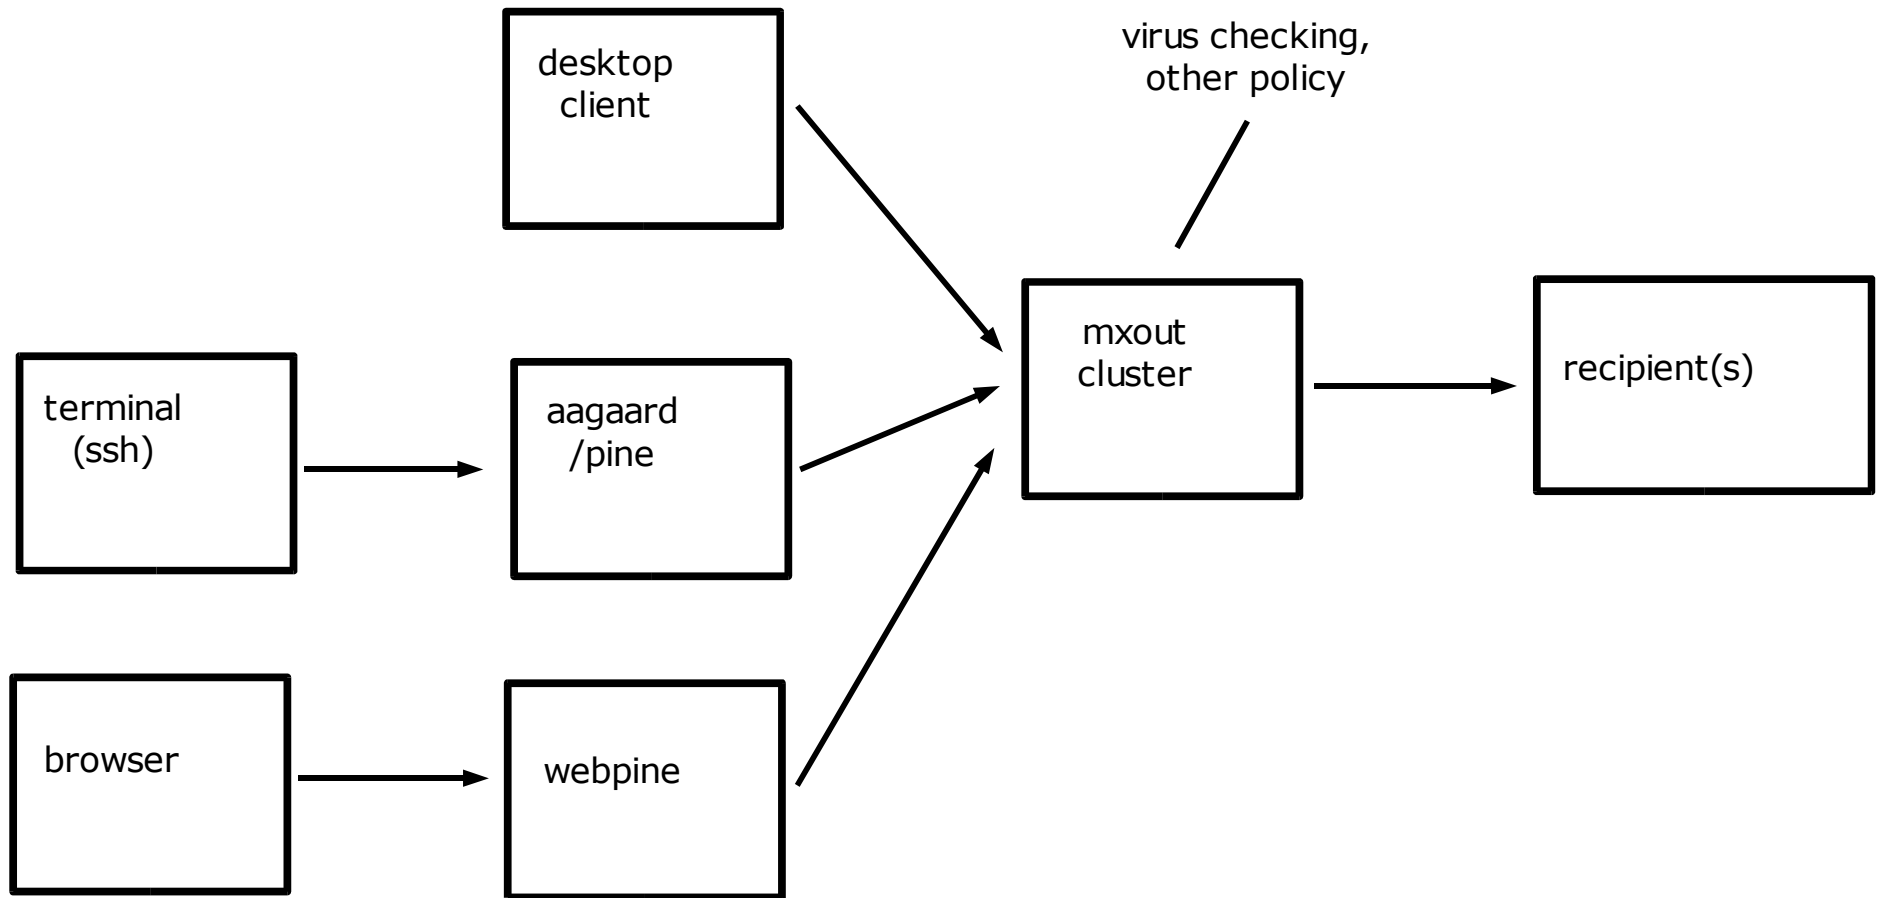 desktop
client
virus checking,
other policy
mxout
cluster
recipient(s)
terminal
(ssh)
aagaard
/pine
browser
webpine